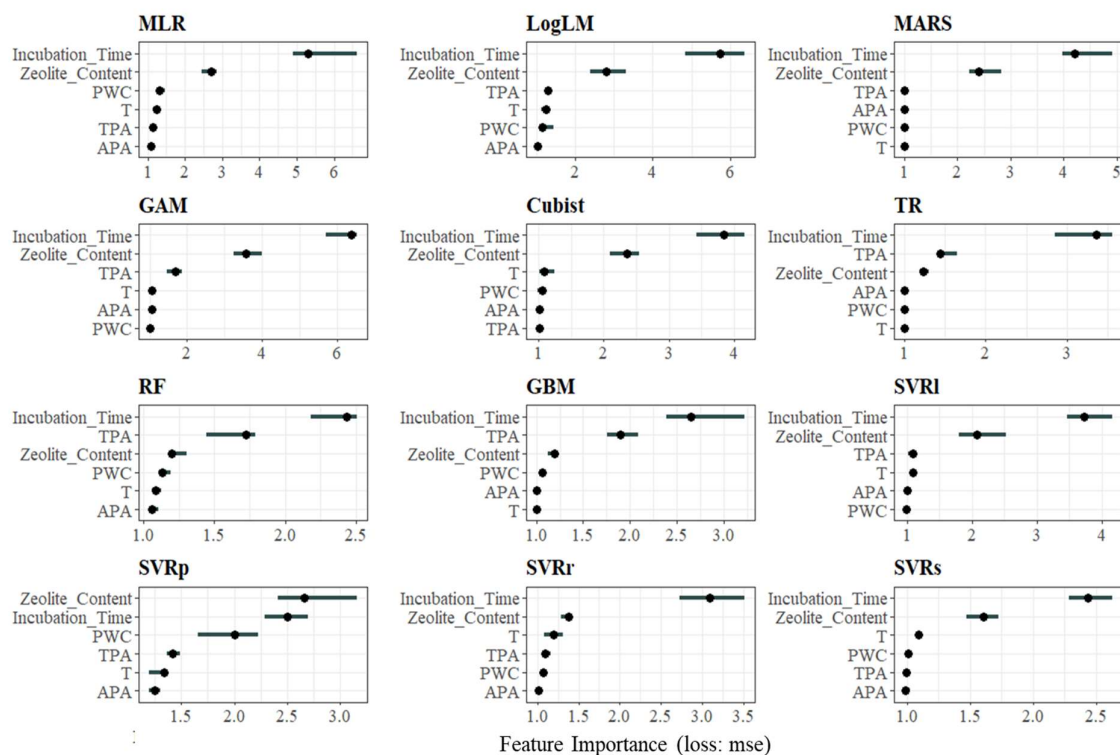 MLR
Incubation_Time
Zeolite_Content
PWC
T
TPA
APA
1 2 3 4 5 6
LogLM
Incubation_Time
Zeolite_Content
TPA
T
PWC
APA
2 4 6
MARS
Incubation_Time
Zeolite_Content
TPA
APA
PWC
T
1 2 3 4 5
GAM
Incubation_Time
Zeolite_Content
TPA
T
APA
PWC
2 4 6
Cubist
Incubation_Time
Zeolite_Content
T
PWC
APA
TPA
1 2 3 4
TR
Incubation_Time
TPA
Zeolite_Content
APA
PWC
T
1 2 3
RF
Incubation_Time
TPA
Zeolite_Content
PWC
T
APA
1.0 1.5 2.0 2.5
GBM
Incubation_Time
TPA
Zeolite_Content
PWC
APA
T
1.0 1.5 2.0 2.5 3.0
SVRl
Incubation_Time
Zeolite_Content
TPA
T
APA
PWC
1 2 3 4
SVRp
Zeolite_Content
Incubation_Time
PWC
TPA
T
APA
1.5 2.0 2.5 3.0
SVRr
Incubation_Time
Zeolite_Content
T
TPA
PWC
APA
1.0 1.5 2.0 2.5 3.0 3.5
SVRs
Incubation_Time
Zeolite_Content
T
PWC
TPA
APA
1.0 1.5 2.0 2.5
Feature Importance (loss: mse)